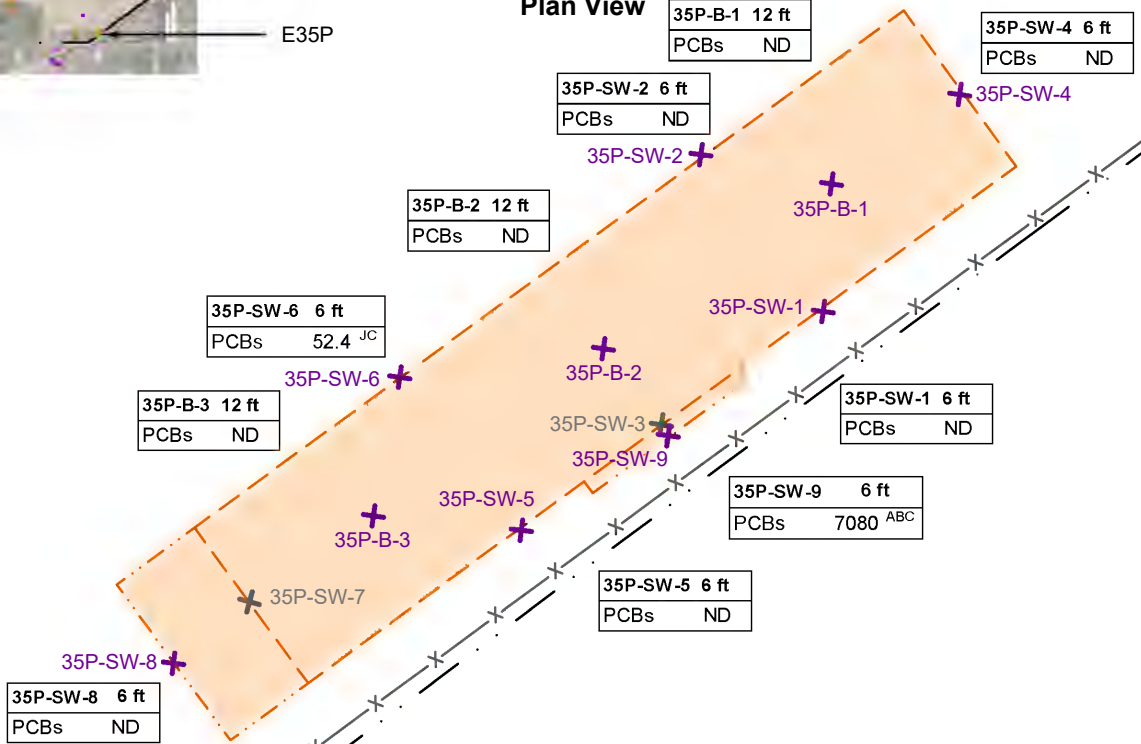 Plan View
E35P
35P-B-1 12 ft
PCBs ND
35P-SW-4 6 ft
PCBs ND
35P-SW-4
35P-SW-2 6 ft
PCBs ND
35P-SW-2
35P-B-1
35P-B-2 12 ft
PCBs ND
35P-SW-6 6 ft
PCBs 52.4 JC
35P-SW-1
35P-B-2
35P-SW-6
35P-B-3 12 ft
PCBs ND
35P-SW-1 6 ft
PCBs ND
35P-SW-3
35P-SW-9
35P-SW-9 6 ft
PCBs 7080 ABC
35P-SW-5
35P-B-3
35P-SW-5 6 ft
PCBs ND
35P-SW-7
35P-SW-8
35P-SW-8 6 ft
PCBs ND